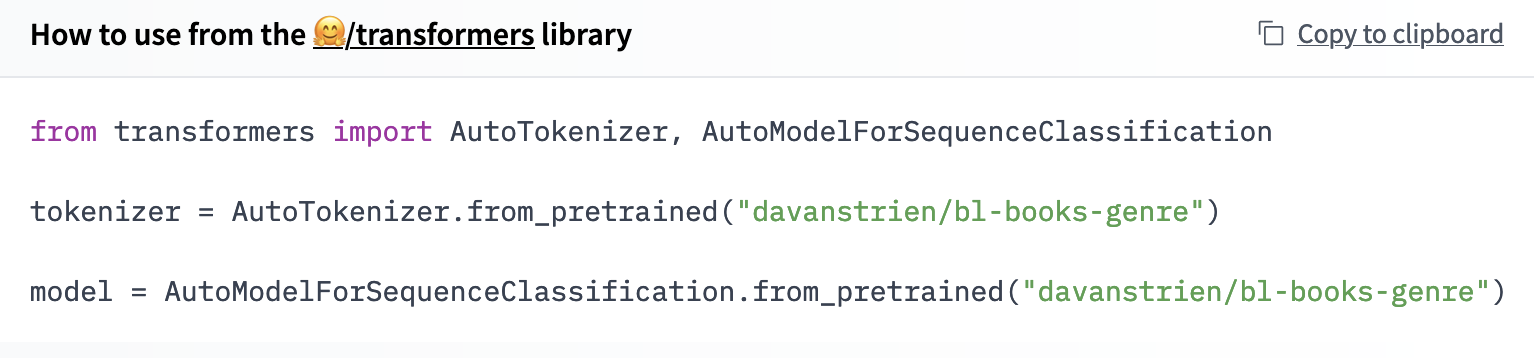 How to use from the 🤗/transformers library
Copy to clipboard
from transformers import AutoTokenizer, AutoModelForSequenceClassification
tokenizer = AutoTokenizer.from_pretrained("davanstrien/bl-books-genre")
model = AutoModelForSequenceClassification.from_pretrained("davanstrien/bl-books-genre")